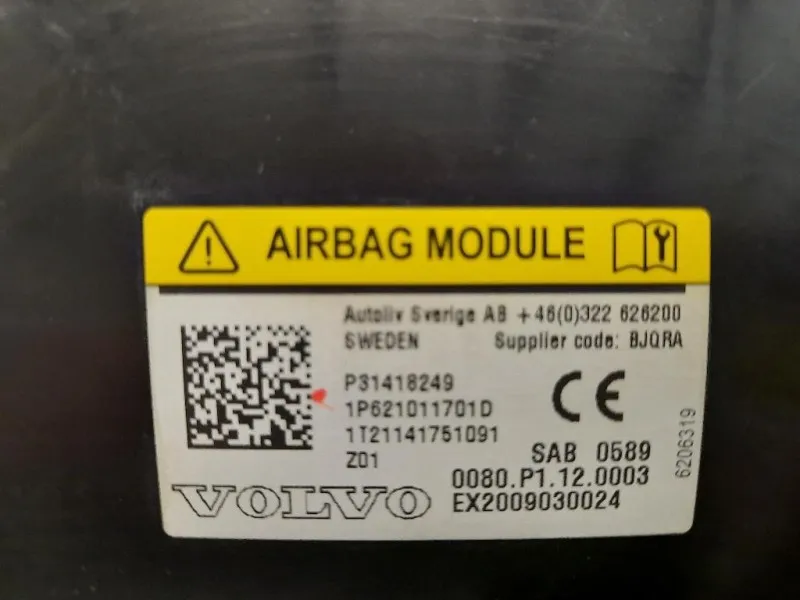 AIRBAG MODULE
Autoliv Sverige AB +46(0)322 626200
SWEDEN Supplier code: BJQRA
P31418249
1P621011701D
1T21141751091
Z01
CE
SAB 0589
0080.P1.12.0003
EX2009030024
VOLVO
6206319